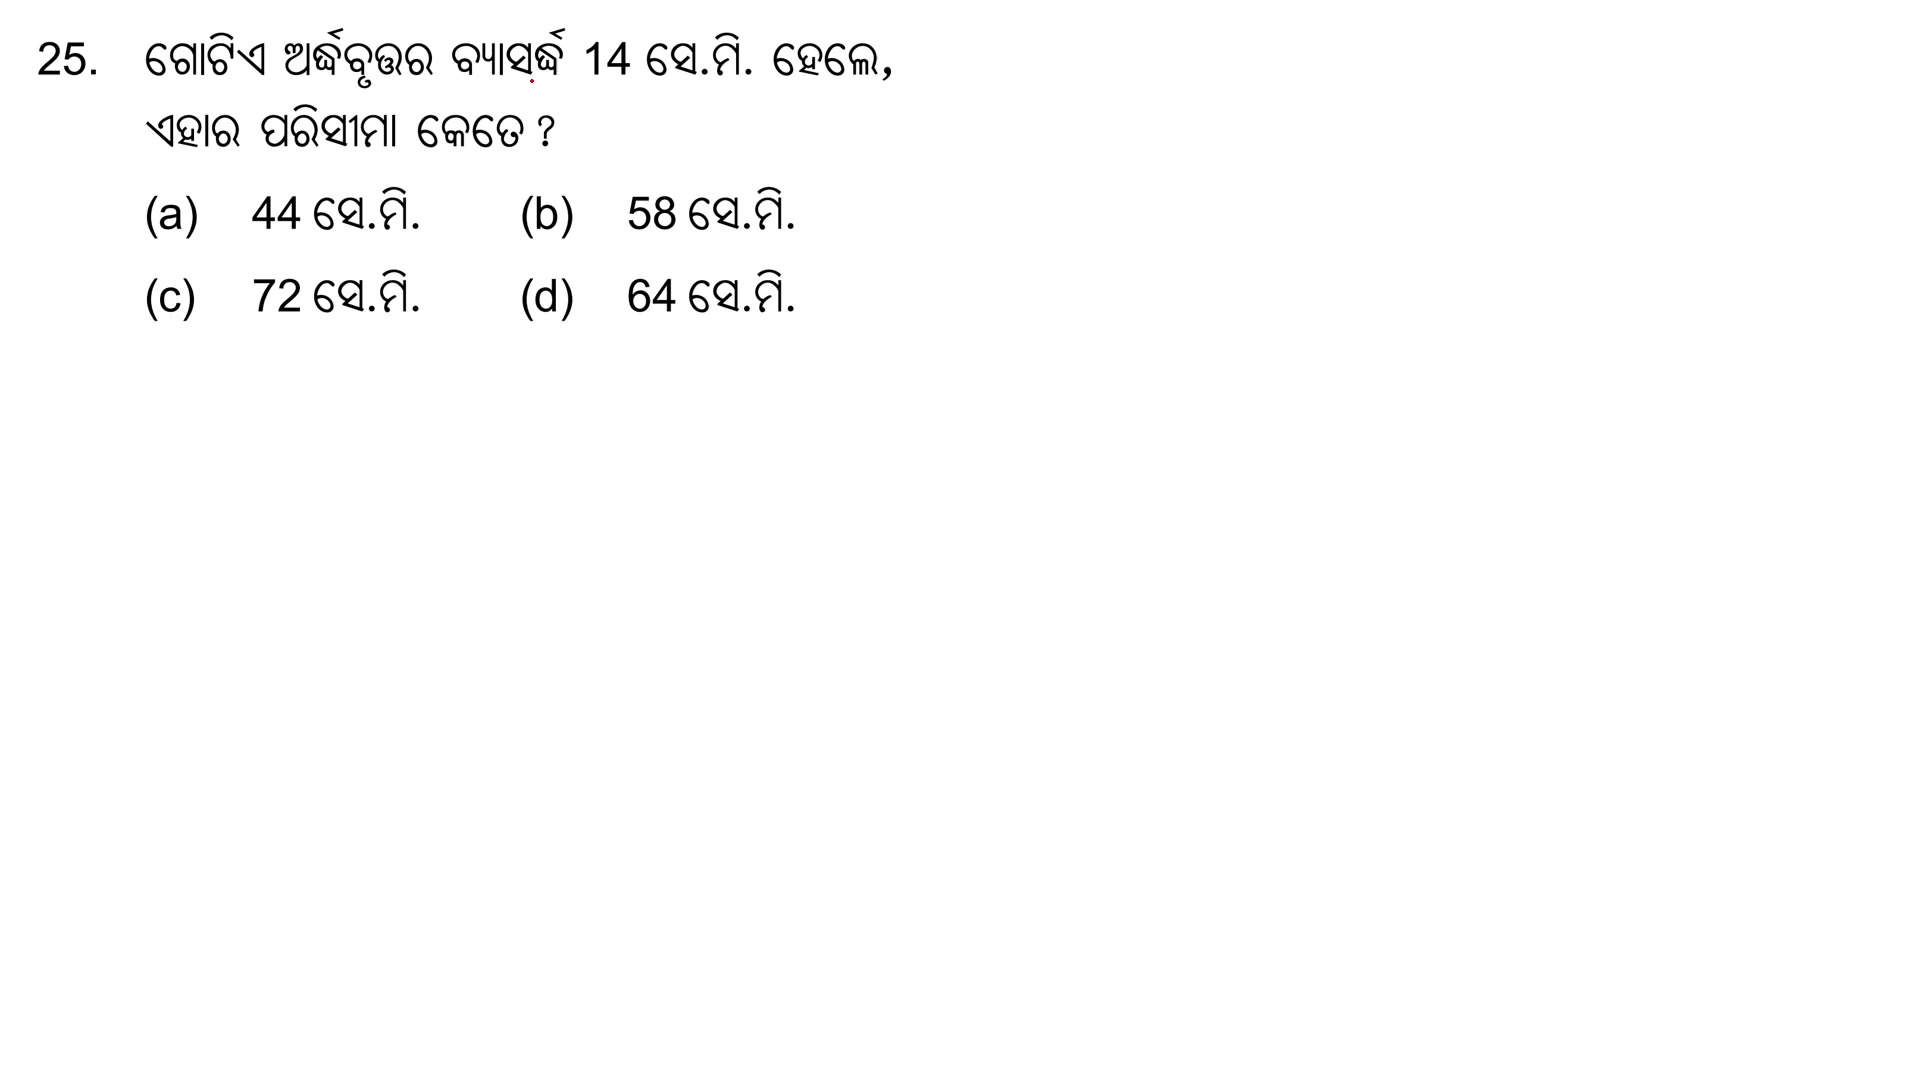 25. ଗୋଟିଏ ଅର୍ଦ୍ଧବୃତ୍ତର ବ୍ୟାସର୍ଦ୍ଧ 14 ସେ.ମି. ହେଲେ,
ଏହାର ପରିସୀମା କେତେ ?
(a) 44 ସେ.ମି. (b) 58 ସେ.ମି.
(c) 72 ସେ.ମି. (d) 64 ସେ.ମି.